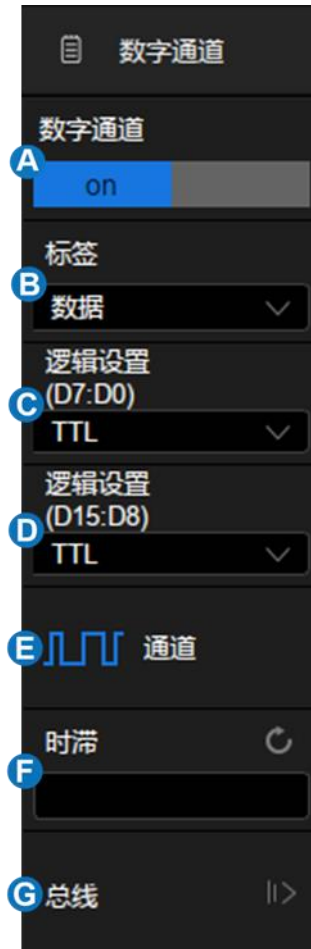 数字通道
数字通道
A
on
标签
B
数据
逻辑设置
C
(D7:D0)
TTL
逻辑设置
D
(D15:D8)
TTL
E
通道
时滞
F
G
总线